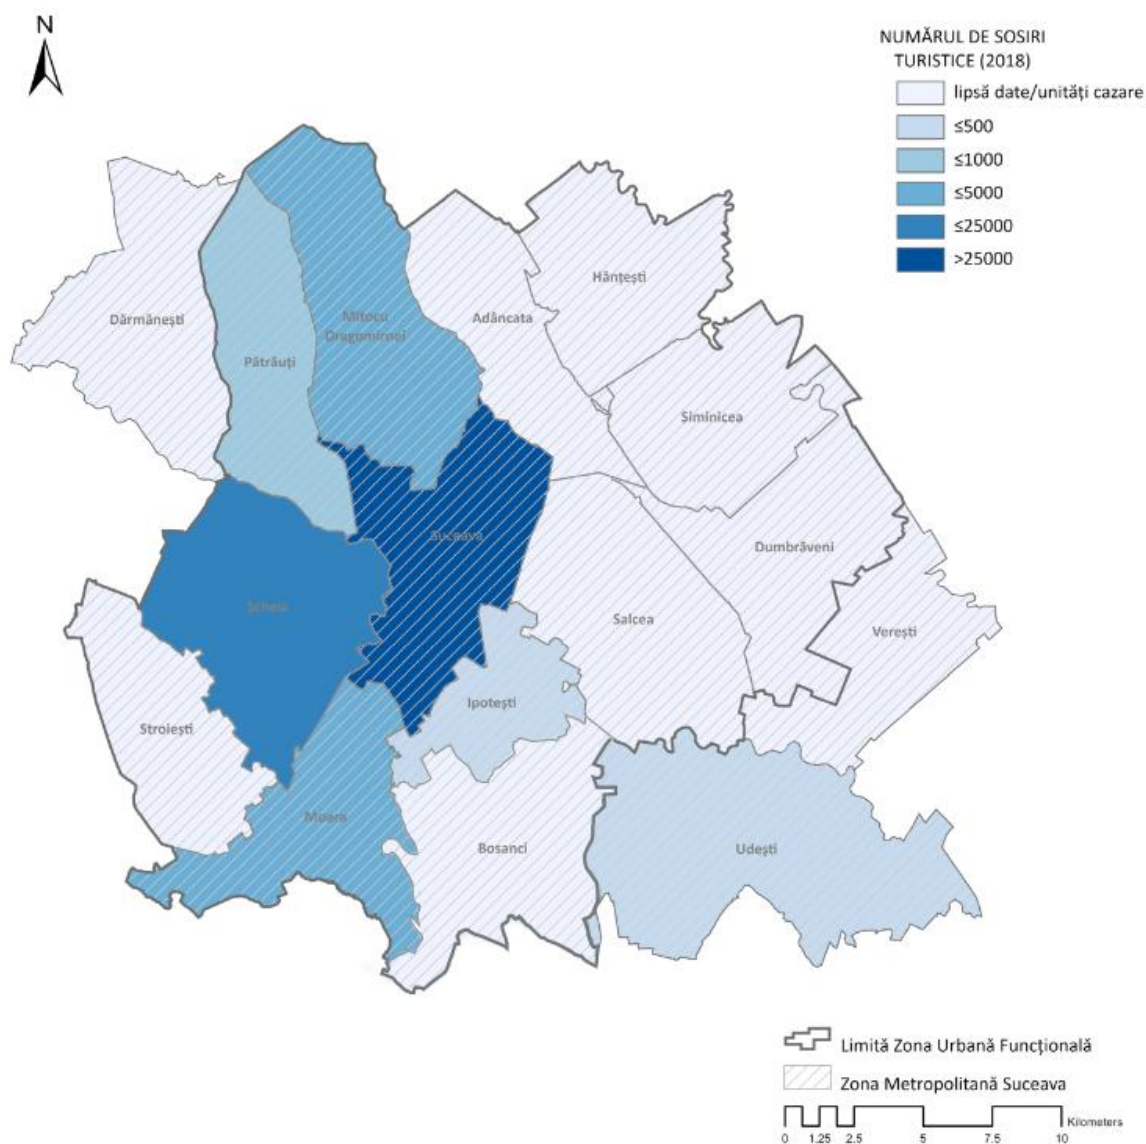 N
NUMĂRUL DE SOSIRI
TURISTICE (2018)
lipsă date/unități cazare
≤500
≤1000
≤5000
≤25000
>25000
Hănțești
Dărmănești
Mitocu
Dragomirnei
Adâncata
Pătrăuți
Siminicea
Suceava
Dumbrăveni
Șcheia
Salcea
Verești
Ipotești
Stroiești
Moara
Bosanci
Udești
Limită Zona Urbană Funcțională
Zona Metropolitană Suceava
Kilometers
0 1.25 2.5 5 7.5 10